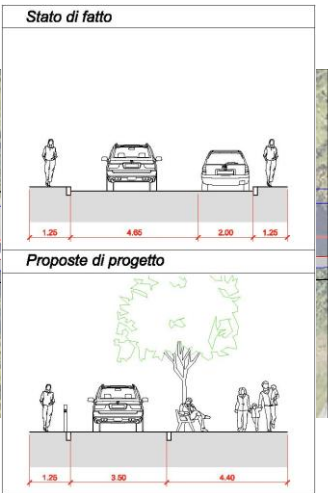 Stato di fatto
1.25 4.65 2.00 1.25
Proposte di progetto
1.25 3.50 4.40